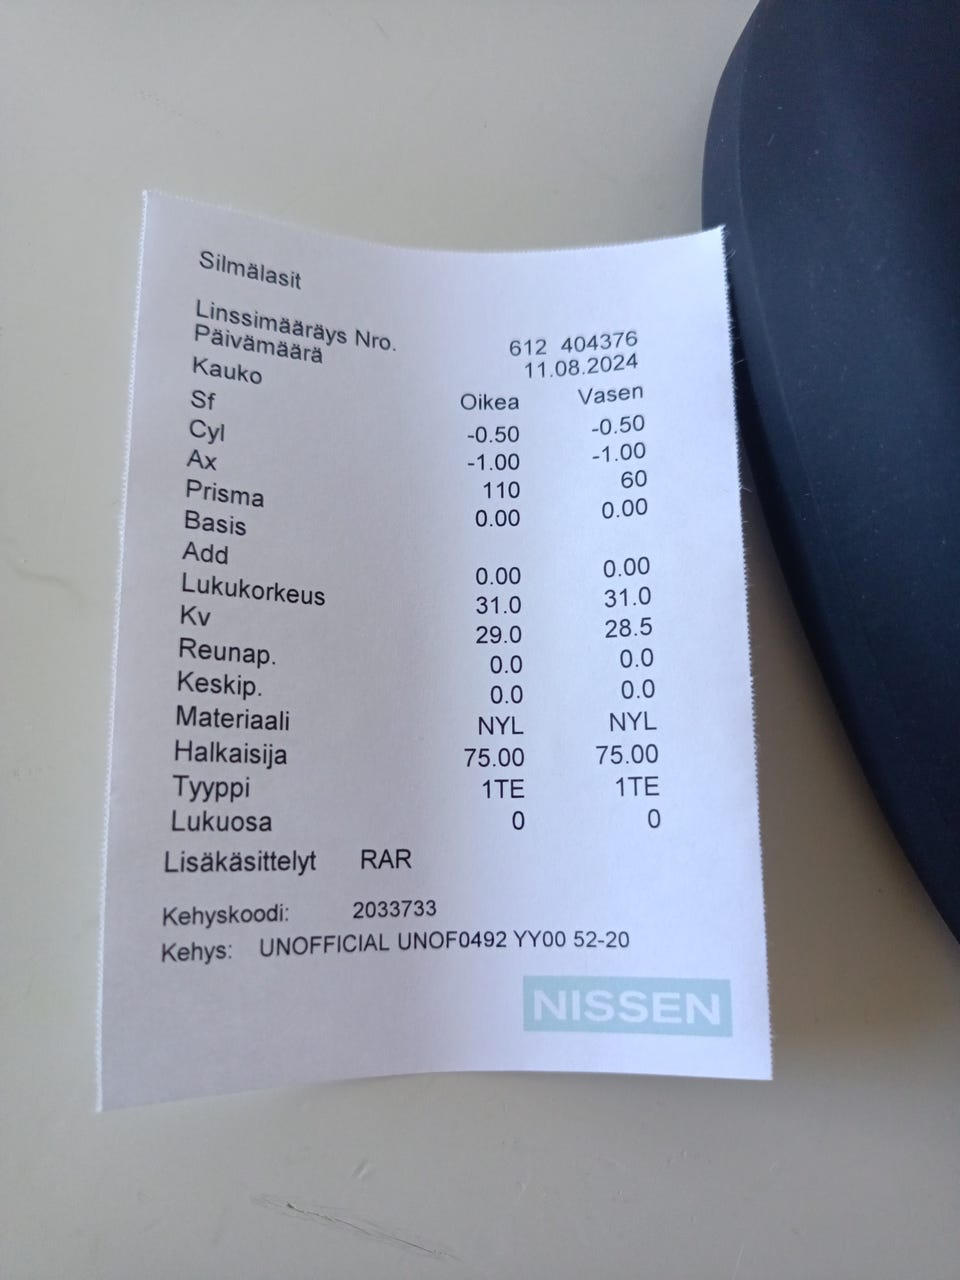 Silmälasit
Linssimääräys Nro. 612 404376
Päivämäärä 11.08.2024
Kauko Oikea Vasen
Sf -0.50 -0.50
Cyl -1.00 -1.00
Ax 110 60
Prisma 0.00 0.00
Basis
Add 0.00 0.00
Lukukorkeus 31.0 31.0
Kv 29.0 28.5
Reunap. 0.0 0.0
Keskip. 0.0 0.0
Materiaali NYL NYL
Halkaisija 75.00 75.00
Tyyppi 1TE 1TE
Lukuosa 0 0
Lisäkäsittelyt RAR
Kehyskoodi: 2033733
Kehys: UNOFFICIAL UNOF0492 YY00 52-20
NISSEN